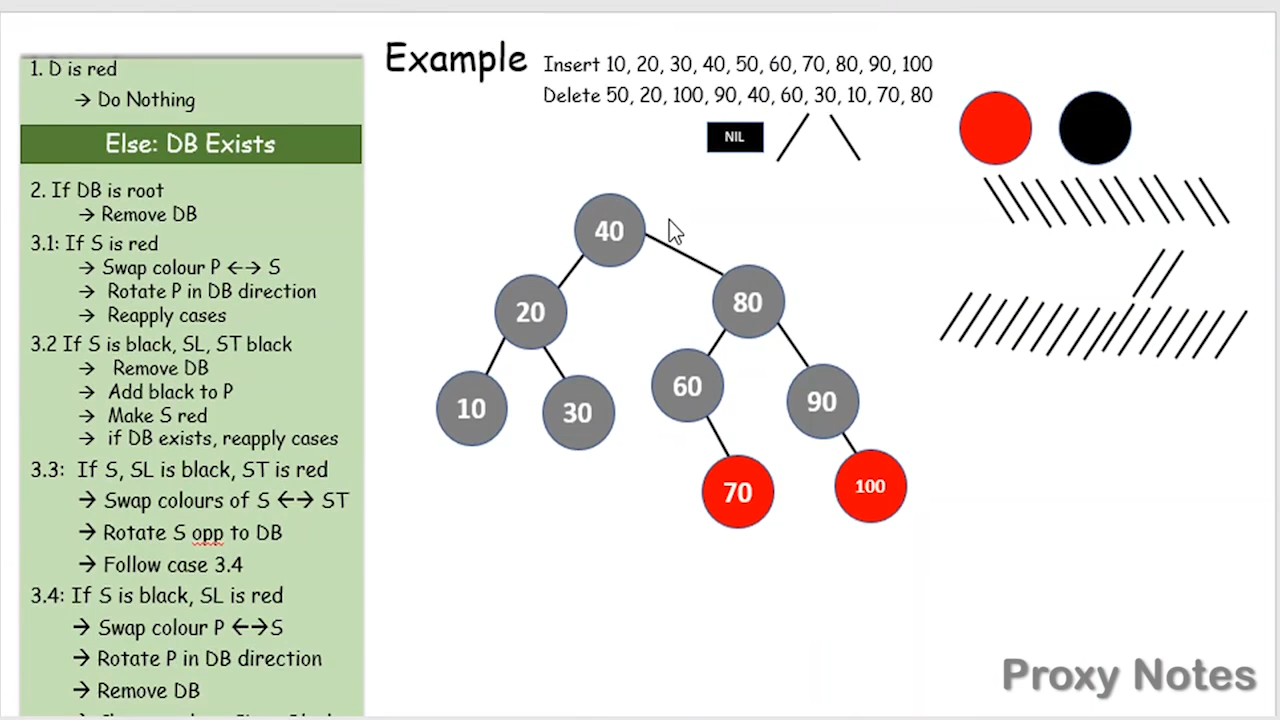 1. D is red
→ Do Nothing
Else: DB Exists
2. If DB is root
→ Remove DB
3.1: If S is red
→ Swap colour P ←→ S
→ Rotate P in DB direction
→ Reapply cases
3.2 If S is black, SL, ST black
→ Remove DB
→ Add black to P
→ Make S red
→ if DB exists, reapply cases
3.3: If S, SL is black, ST is red
→ Swap colours of S ←→ ST
→ Rotate S opp to DB
→ Follow case 3.4
3.4: If S is black, SL is red
→ Swap colour P ←→S
→ Rotate P in DB direction
→ Remove DB
Example
Insert 10, 20, 30, 40, 50, 60, 70, 80, 90, 100
Delete 50, 20, 100, 90, 40, 60, 30, 10, 70, 80
NIL
40
20
80
10
30
60
90
70
100
Proxy Notes